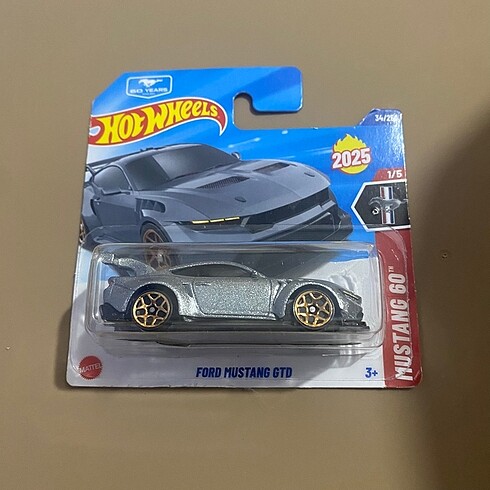 60 YEARS
Hot Wheels
34/250
2025
1/5
MUSTANG 60™
MATTEL
FORD MUSTANG GTD
3+